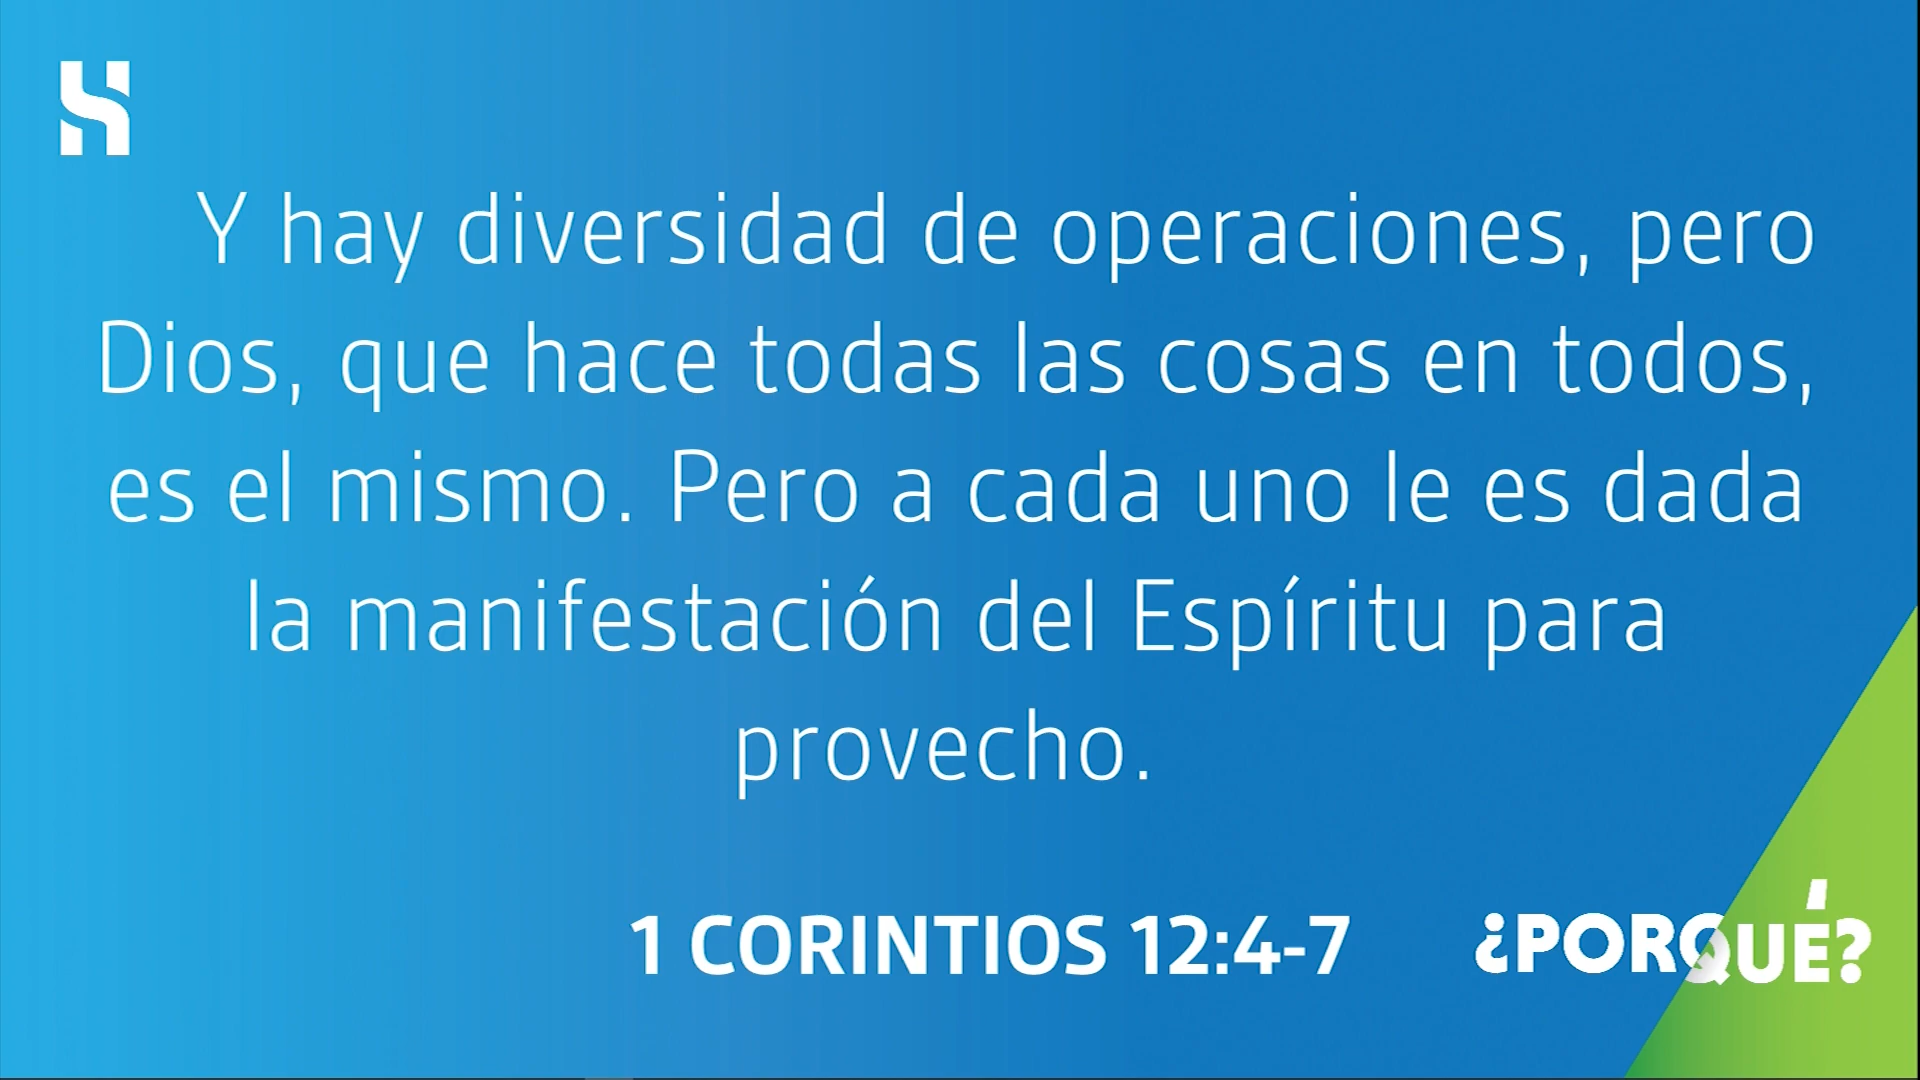 Y hay diversidad de operaciones, pero
Dios, que hace todas las cosas en todos,
es el mismo. Pero a cada uno le es dada
la manifestación del Espíritu para
provecho.
1 CORINTIOS 12:4-7
¿PORQUÉ?